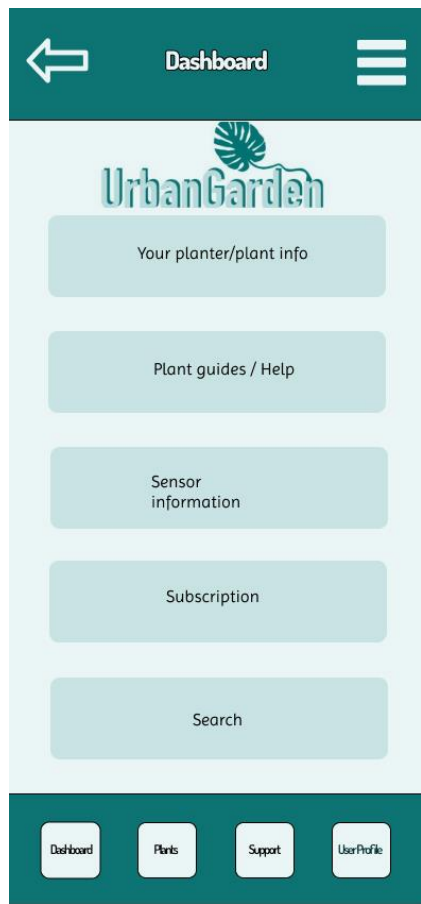 Dashboard
UrbanGarden
Your planter/plant info
Plant guides / Help
Sensor
information
Subscription
Search
Dashboard
Plants
Support
User Profile